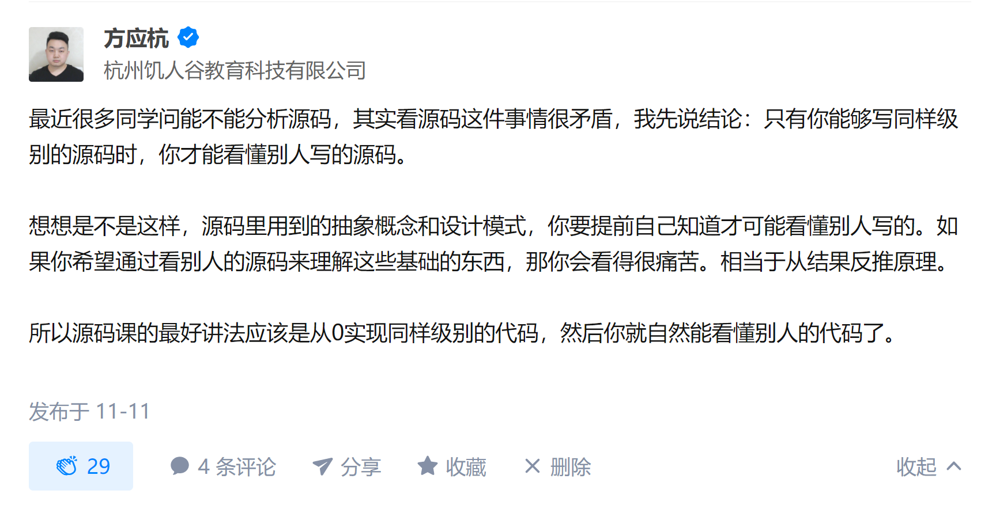 方应杭
杭州饥人谷教育科技有限公司
最近很多同学问能不能分析源码，其实看源码这件事情很矛盾，我先说结论：只有你能够写同样级
别的源码时，你才能看懂别人写的源码。
想想是不是这样，源码里用到的抽象概念和设计模式，你要提前自己知道才可能看懂别人写的。如
果你希望通过看别人的源码来理解这些基础的东西，那你会看得很痛苦。相当于从结果反推原理。
所以源码课的最好讲法应该是从0实现同样级别的代码，然后你就自然能看懂别人的代码了。
发布于 11-11
29 4 条评论 分享 收藏 删除 收起